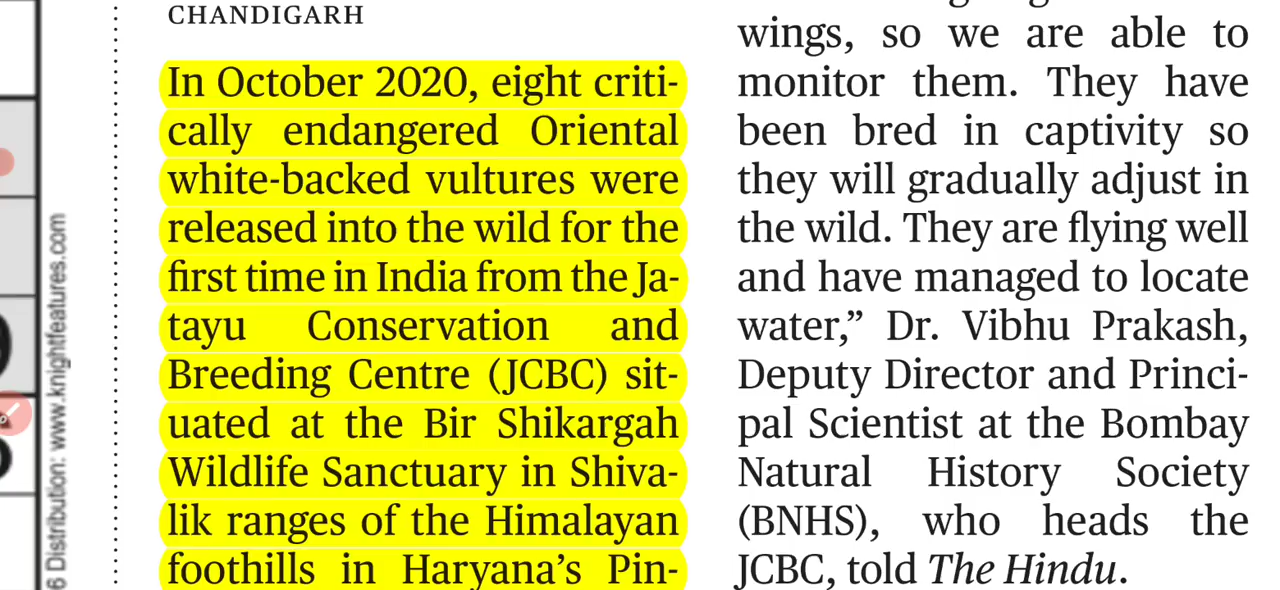 CHANDIGARH
In October 2020, eight criti-
cally endangered Oriental
white-backed vultures were
released into the wild for the
first time in India from the Ja-
tayu Conservation and
Breeding Centre (JCBC) sit-
uated at the Bir Shikargah
Wildlife Sanctuary in Shiva-
lik ranges of the Himalayan
foothills in Haryana’s Pin-
wings, so we are able to
monitor them. They have
been bred in captivity so
they will gradually adjust in
the wild. They are flying well
and have managed to locate
water,” Dr. Vibhu Prakash,
Deputy Director and Princi-
pal Scientist at the Bombay
Natural History Society
(BNHS), who heads the
JCBC, told The Hindu.
6 Distribution: www.knightfeatures.com